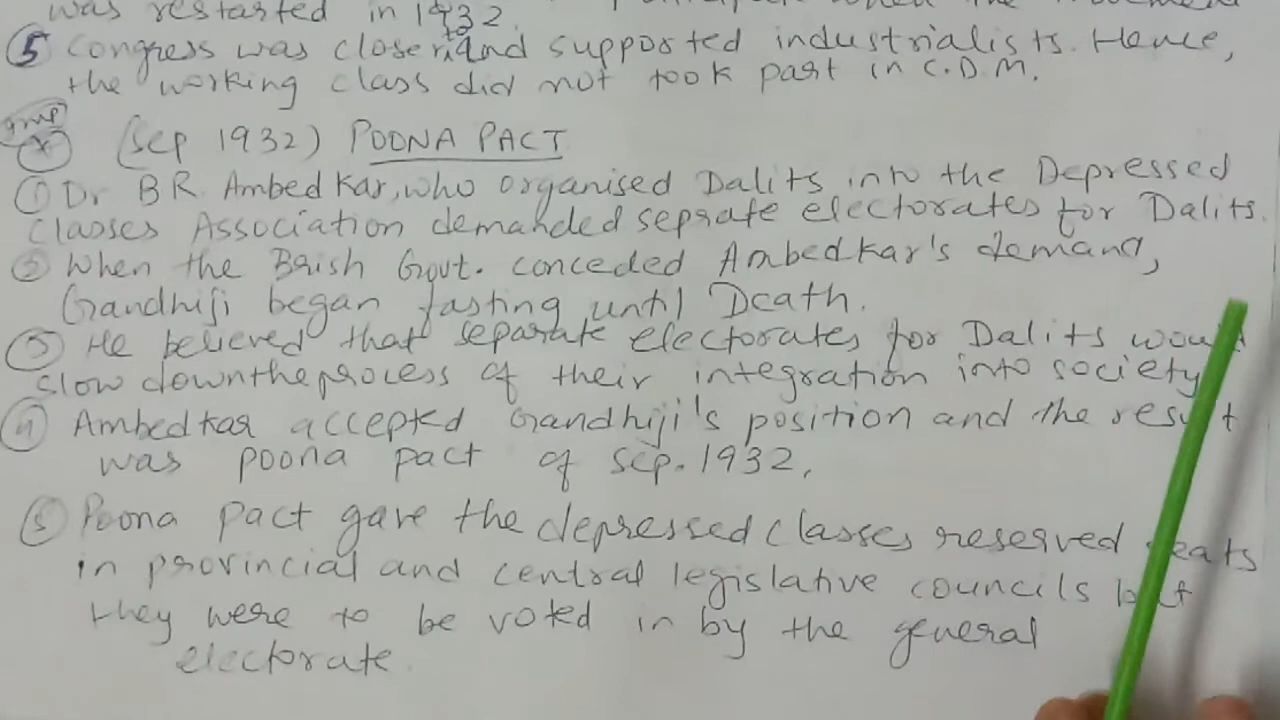 was restarted in 1932
⑤ Congress was closer to and supported industrialists. Hence,
the working class did not took part in C.D.M.
(Sep 1932) POONA PACT
① Dr BR Ambedkar, who organised Dalits into the Depressed
Classes Association demanded seprate electorates for Dalits.
② When the Brish Govt. conceded Ambedkar's demand,
Gandhiji began fasting until Death.
③ He believed that separate electorates for Dalits would
slow down the process of their integration into society
④ Ambedkar accepted Gandhiji's position and the result
was poona pact of Sep. 1932.
⑤ Poona pact gave the depressed classes reserved seats
in provincial and central legislative councils but
they were to be voted in by the general
electorate.